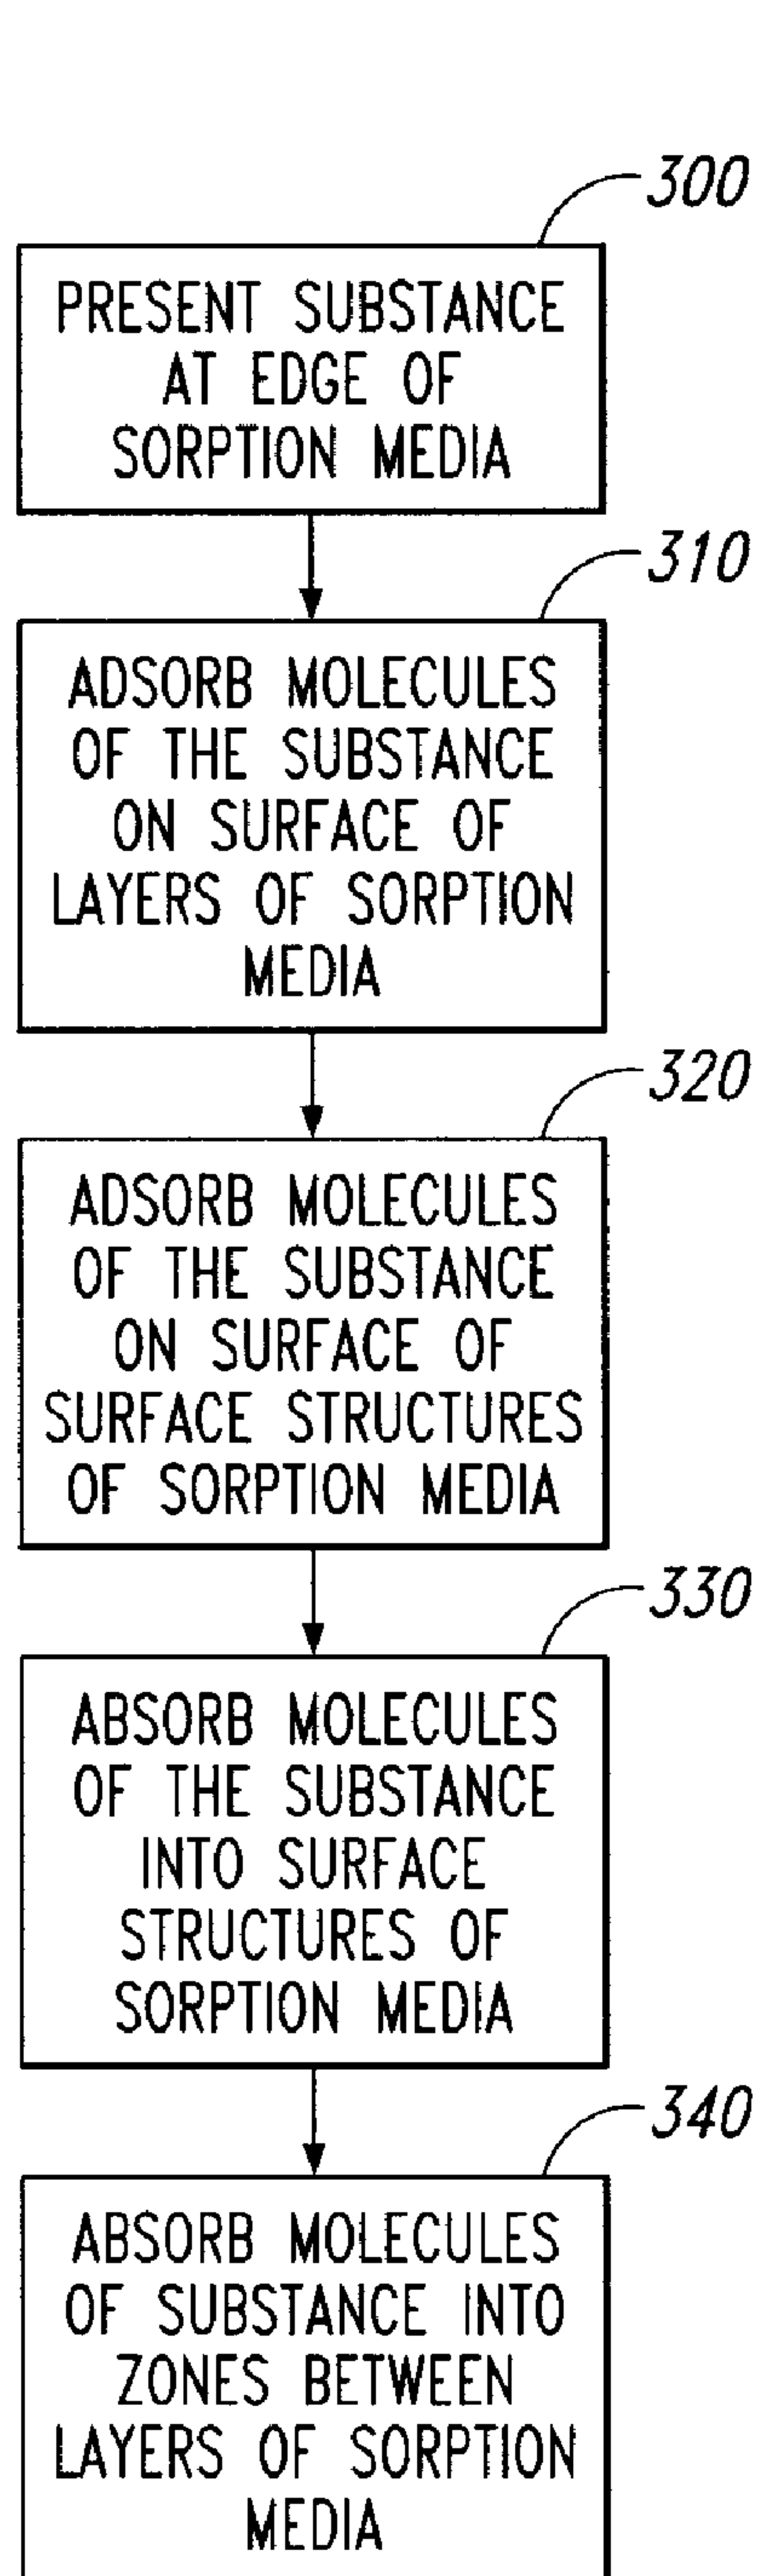 300
PRESENT SUBSTANCE
AT EDGE OF
SORPTION MEDIA
310
ADSORB MOLECULES
OF THE SUBSTANCE
ON SURFACE OF
LAYERS OF SORPTION
MEDIA
320
ADSORB MOLECULES
OF THE SUBSTANCE
ON SURFACE OF
SURFACE STRUCTURES
OF SORPTION MEDIA
330
ABSORB MOLECULES
OF THE SUBSTANCE
INTO SURFACE
STRUCTURES OF
SORPTION MEDIA
340
ABSORB MOLECULES
OF SUBSTANCE INTO
ZONES BETWEEN
LAYERS OF SORPTION
MEDIA